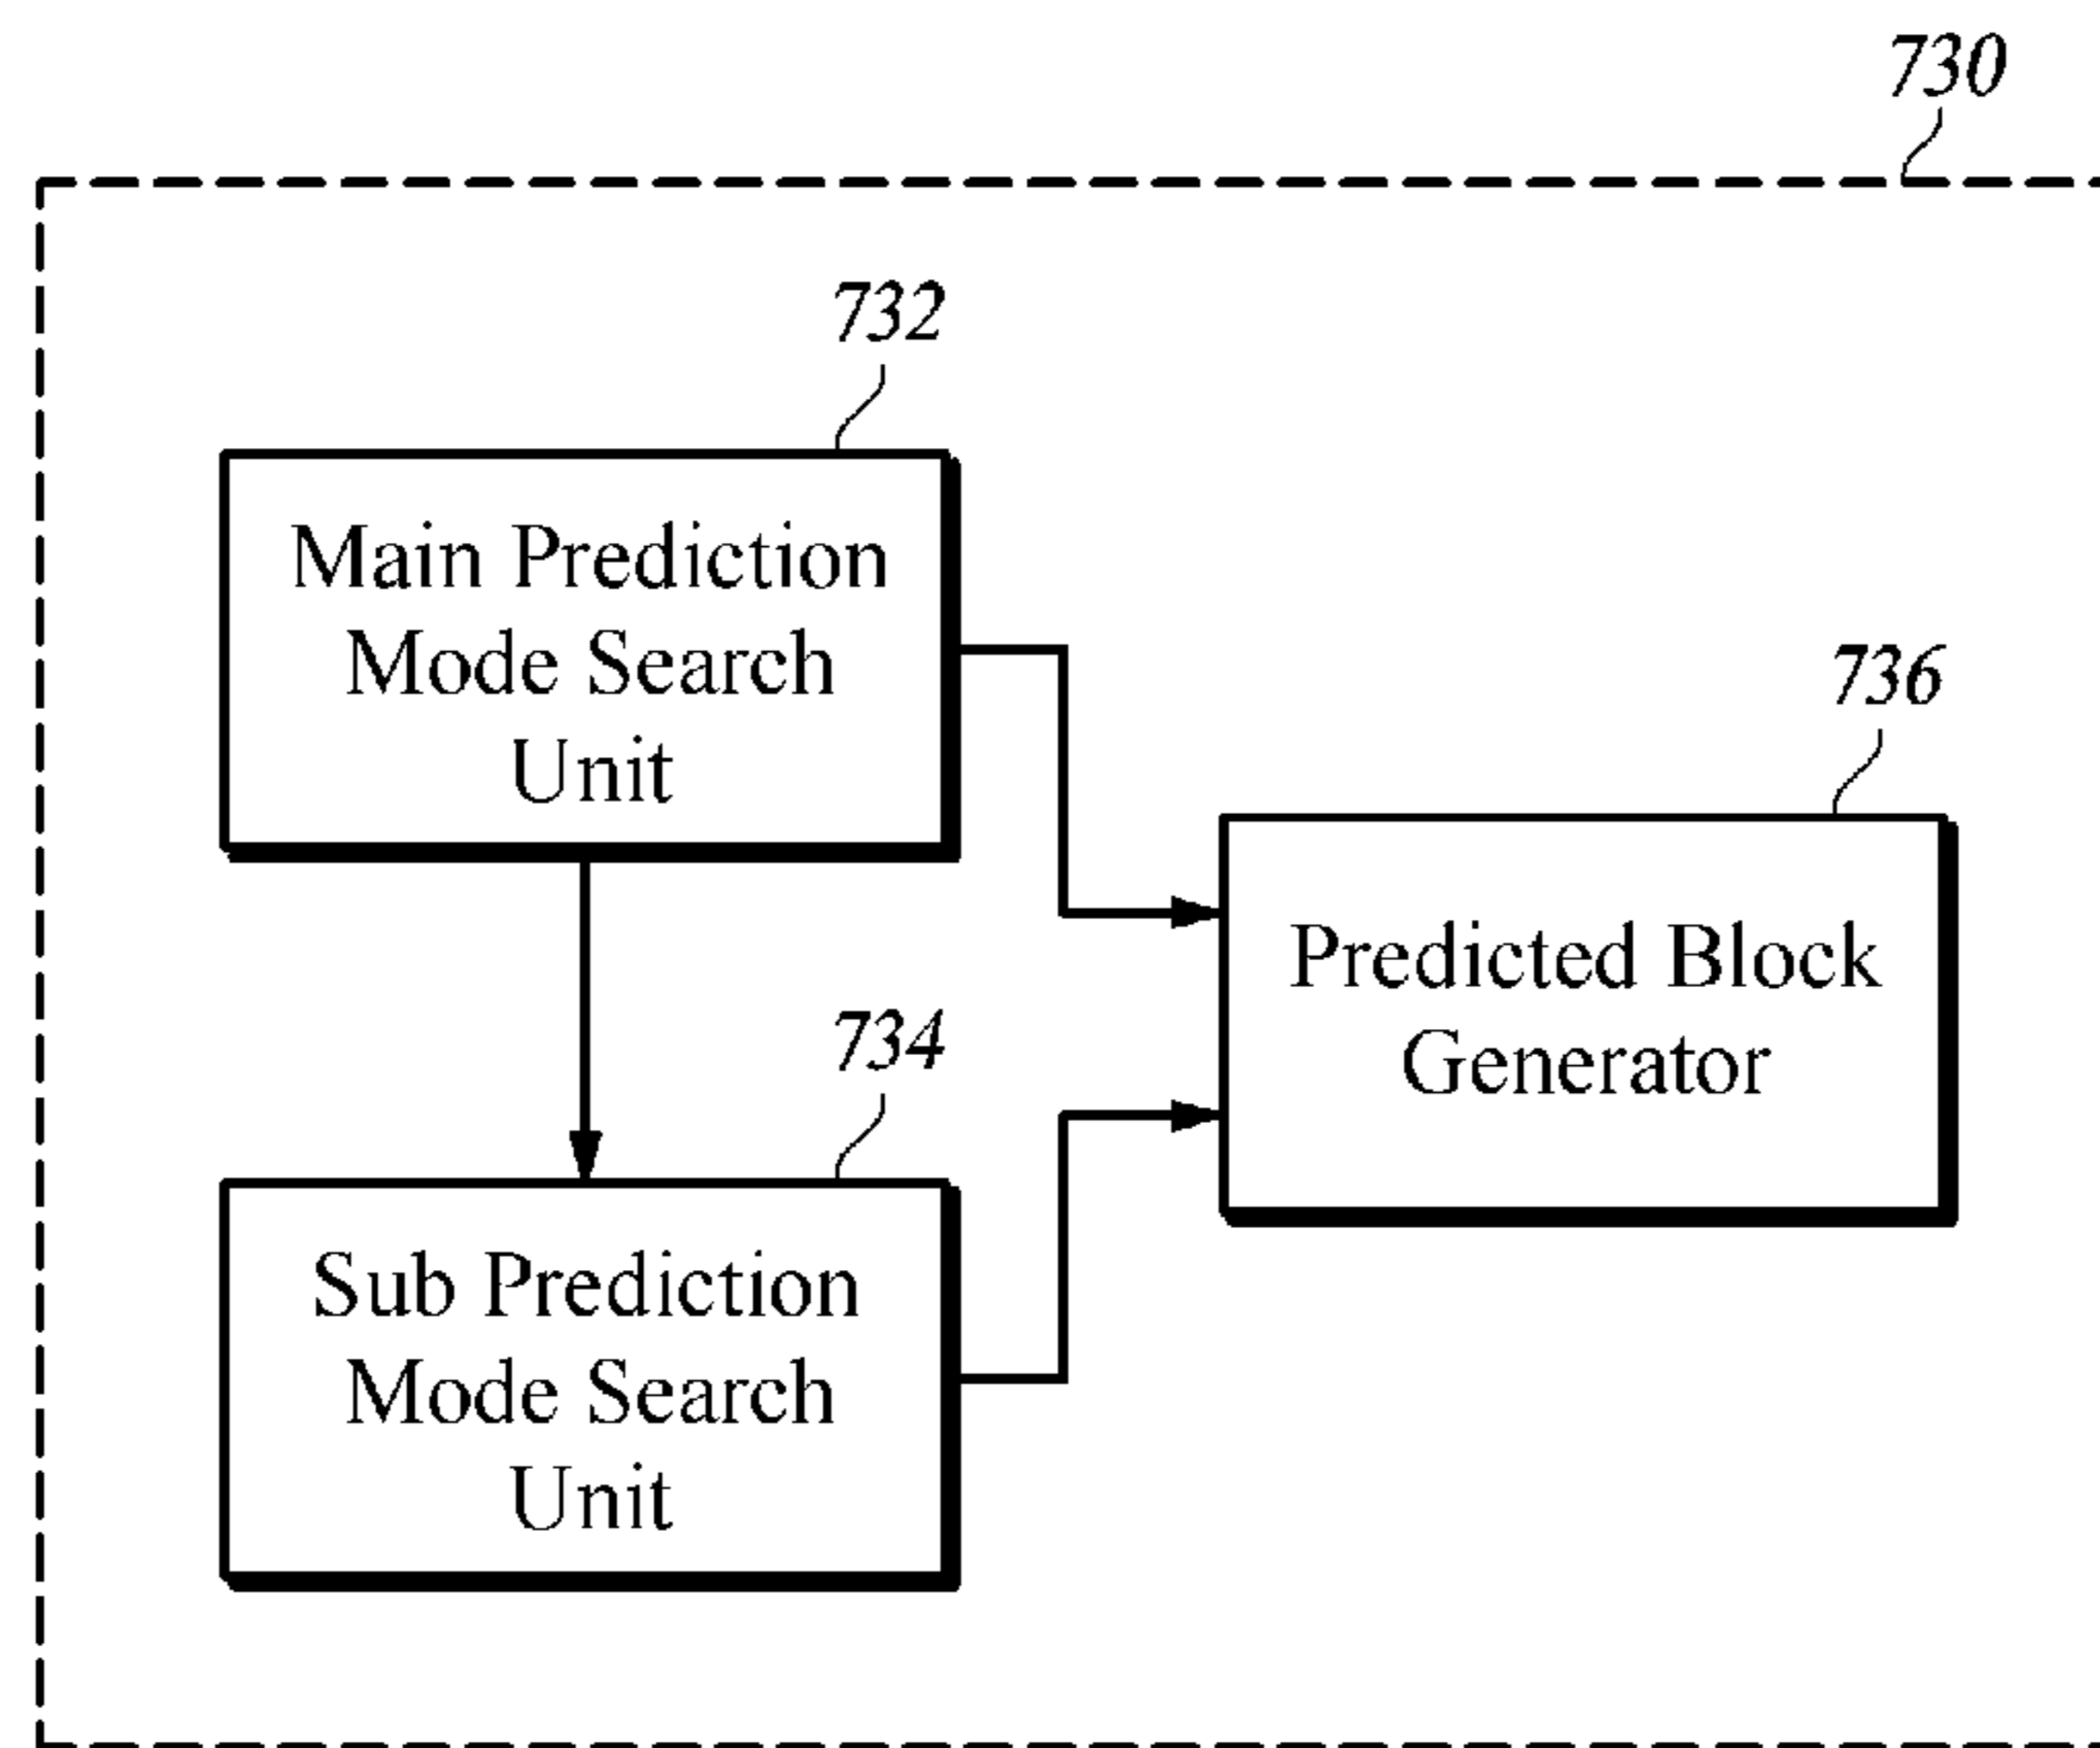 730
732
Main Prediction
Mode Search
Unit
736
Predicted Block
Generator
734
Sub Prediction
Mode Search
Unit